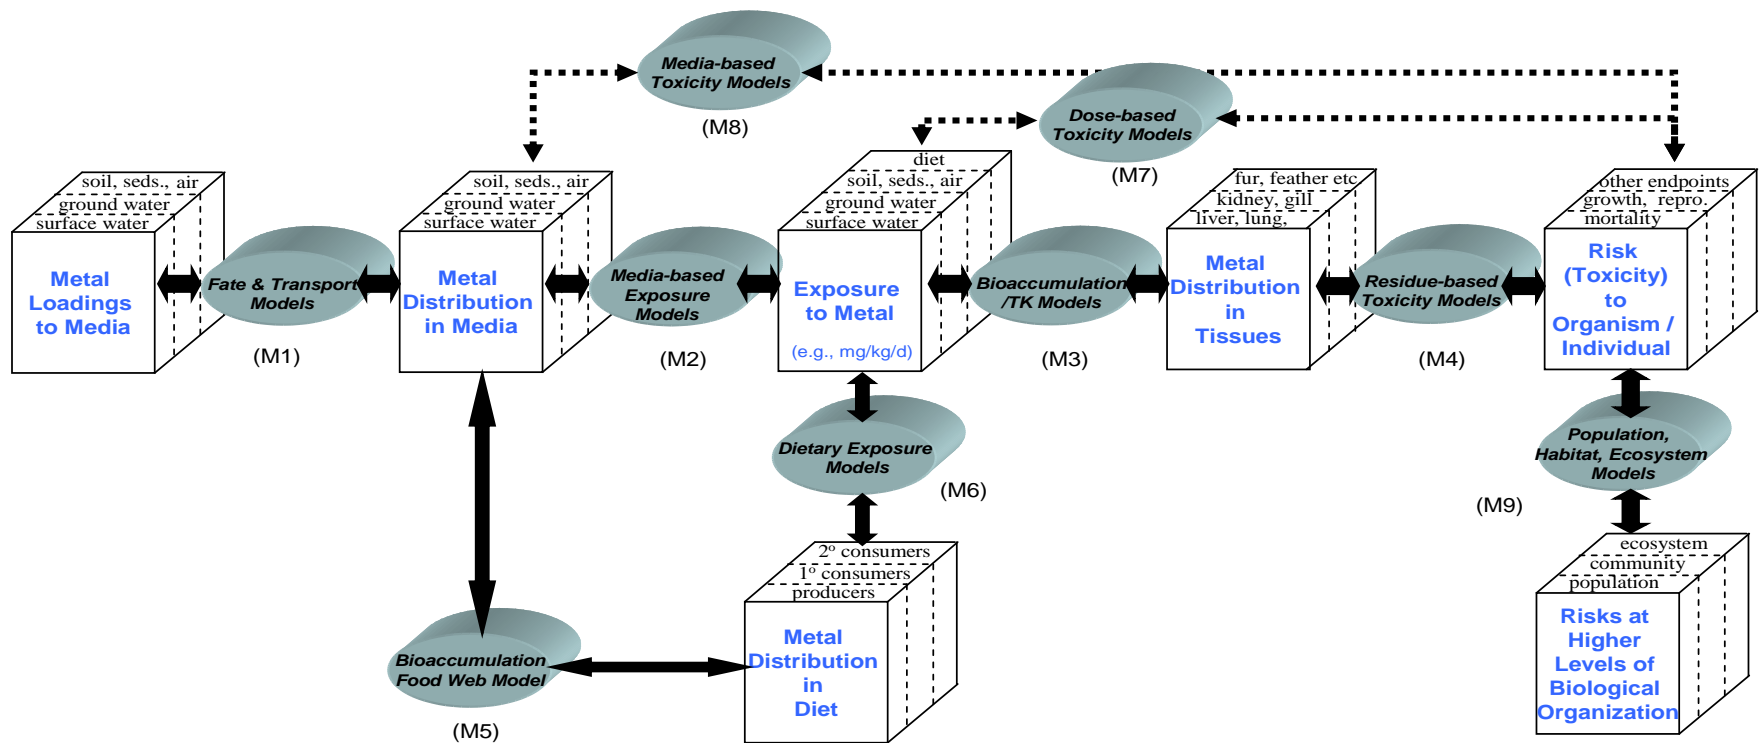 Media-based
Toxicity Models
(M8)
Dose-based
Toxicity Models
(M7)
soil, seds., air
ground water
surface water
Metal
Loadings
to Media
Fate & Transport
Models
(M1)
soil, seds., air
ground water
surface water
Metal
Distribution
in Media
Media-based
Exposure
Models
(M2)
diet
soil, seds., air
ground water
surface water
Exposure
to Metal
(e.g., mg/kg/d)
Bioaccumulation
/TK Models
(M3)
fur, feather etc
kidney, gill
liver, lung,
Metal
Distribution
in
Tissues
Residue-based
Toxicity Models
(M4)
other endpoints
growth, repro.
mortality
Risk
(Toxicity)
to
Organism /
Individual
Dietary Exposure
Models
(M6)
Population,
Habitat, Ecosystem
Models
(M9)
2º consumers
1º consumers
producers
Metal
Distribution
in
Diet
Bioaccumulation
Food Web Model
(M5)
ecosystem
community
population
Risks at
Higher
Levels of
Biological
Organization